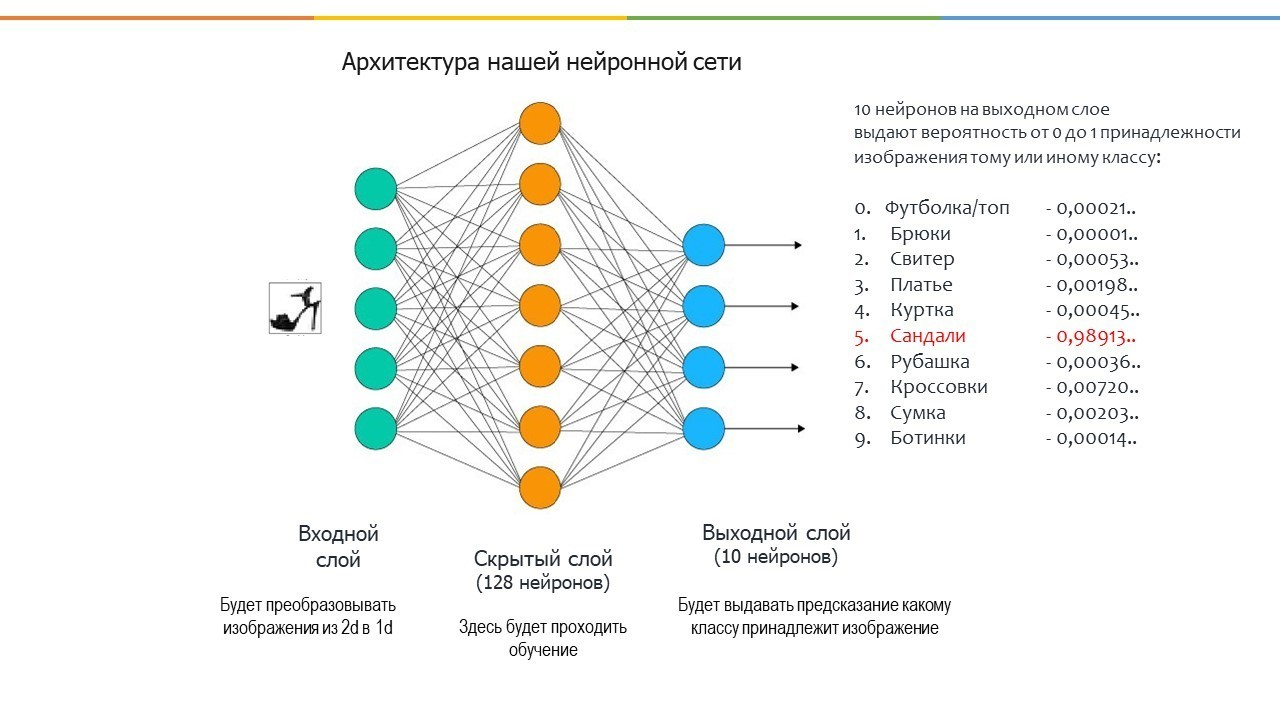 Архитектура нашей нейронной сети
10 нейронов на выходном слое
выдают вероятность от 0 до 1 принадлежности
изображения тому или иному классу:
0. Футболка/топ - 0,00021..
1. Брюки - 0,00001..
2. Свитер - 0,00053..
3. Платье - 0,00198..
4. Куртка - 0,00045..
5. Сандали - 0,98913..
6. Рубашка - 0,00036..
7. Кроссовки - 0,00720..
8. Сумка - 0,00203..
9. Ботинки - 0,00014..
Входной
слой
Будет преобразовывать
изображения из 2d в 1d
Скрытый слой
(128 нейронов)
Здесь будет проходить
обучение
Выходной слой
(10 нейронов)
Будет выдавать предсказание какому
классу принадлежит изображение